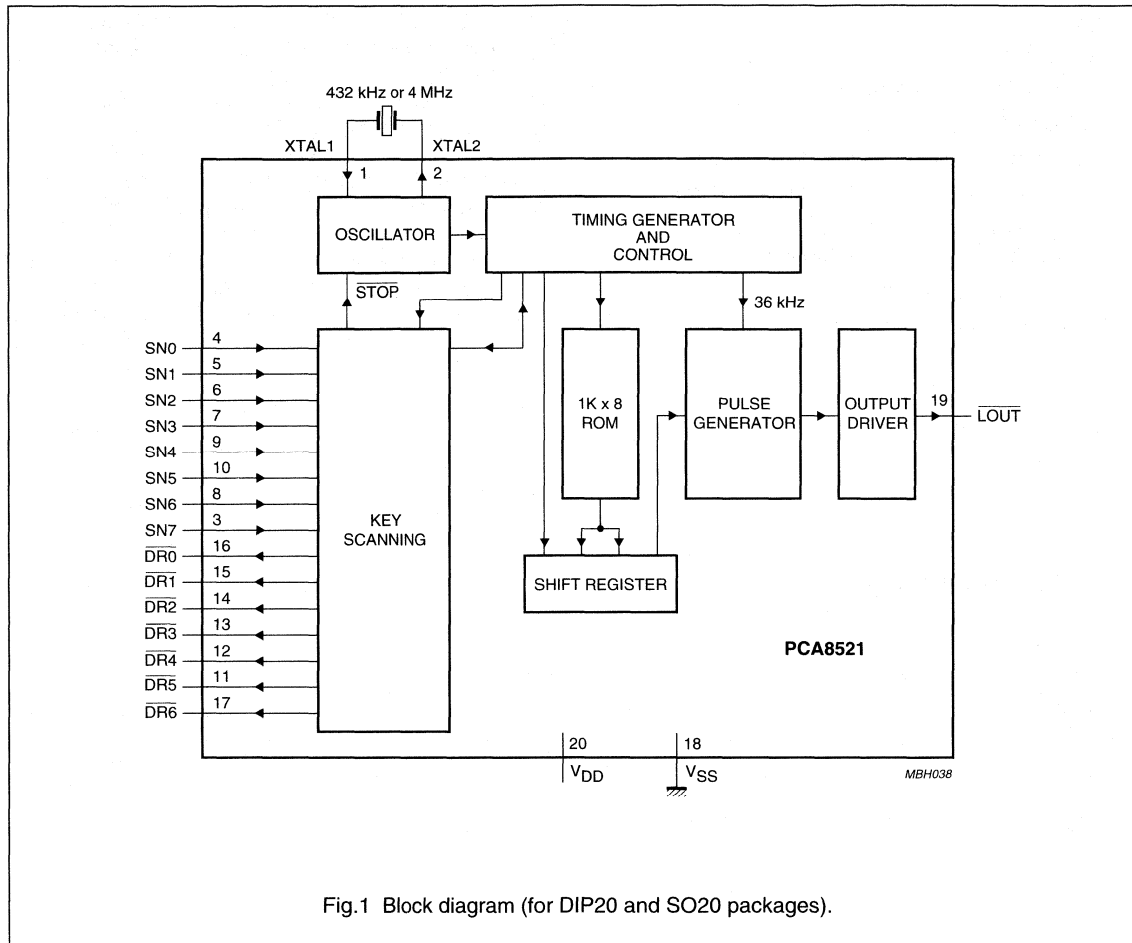 432 kHz or 4 MHz
XTAL1 XTAL2
1 2
OSCILLATOR
TIMING GENERATOR
AND
CONTROL
STOP
36 kHz
SN0 4
SN1 5
SN2 6
SN3 7
SN4 9
SN5 10
SN6 8
SN7 3
DR0 16
DR1 15
DR2 14
DR3 13
DR4 12
DR5 11
DR6 17
KEY
SCANNING
1K x 8
ROM
PULSE
GENERATOR
OUTPUT
DRIVER
19
LOUT
SHIFT REGISTER
PCA8521
20 18
VDD VSS
MBH038
Fig.1 Block diagram (for DIP20 and SO20 packages).